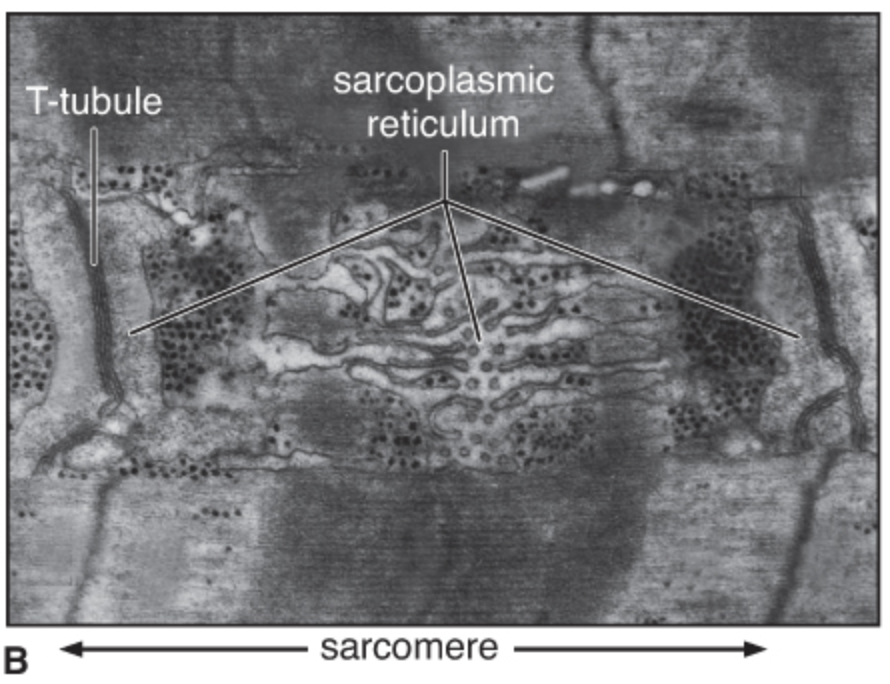 T-tubule
sarcoplasmic
reticulum
B
sarcomere